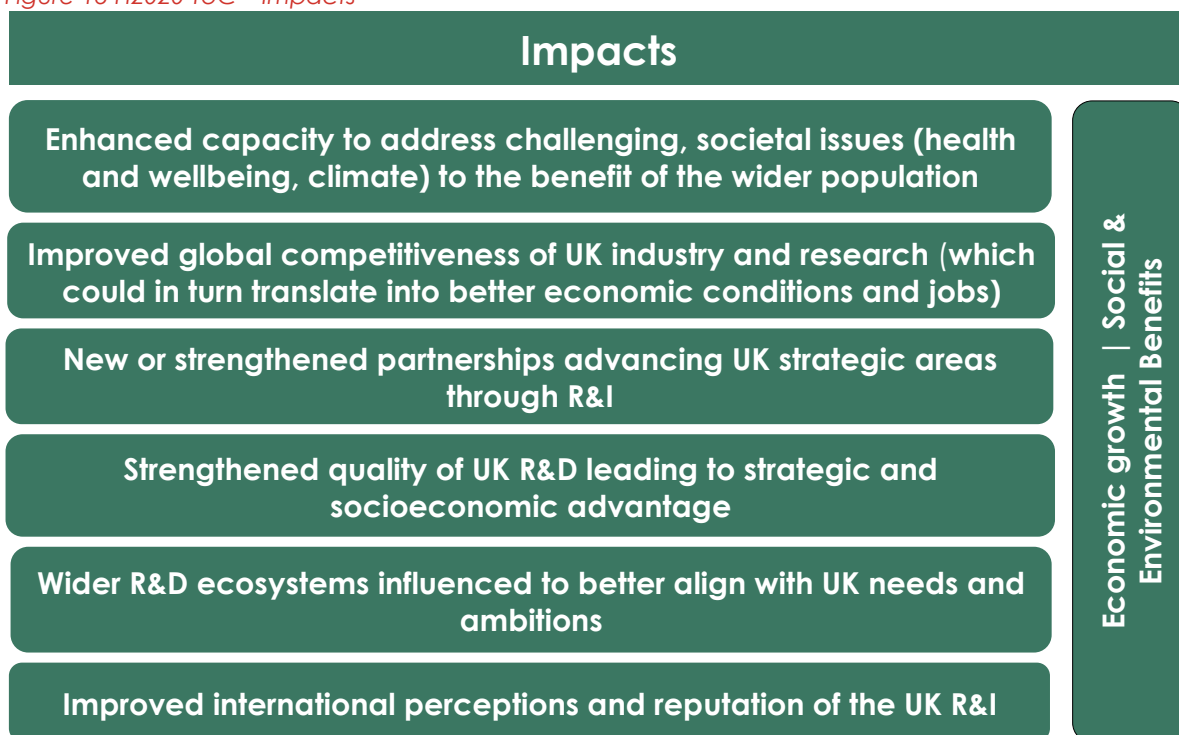 Impacts
Enhanced capacity to address challenging, societal issues (health
and wellbeing, climate) to the benefit of the wider population
Improved global competitiveness of UK industry and research (which
could in turn translate into better economic conditions and jobs)
New or strengthened partnerships advancing UK strategic areas
through R&I
Strengthened quality of UK R&D leading to strategic and
socioeconomic advantage
Wider R&D ecosystems influenced to better align with UK needs and
ambitions
Improved international perceptions and reputation of the UK R&I
Economic growth | Social &
Environmental Benefits